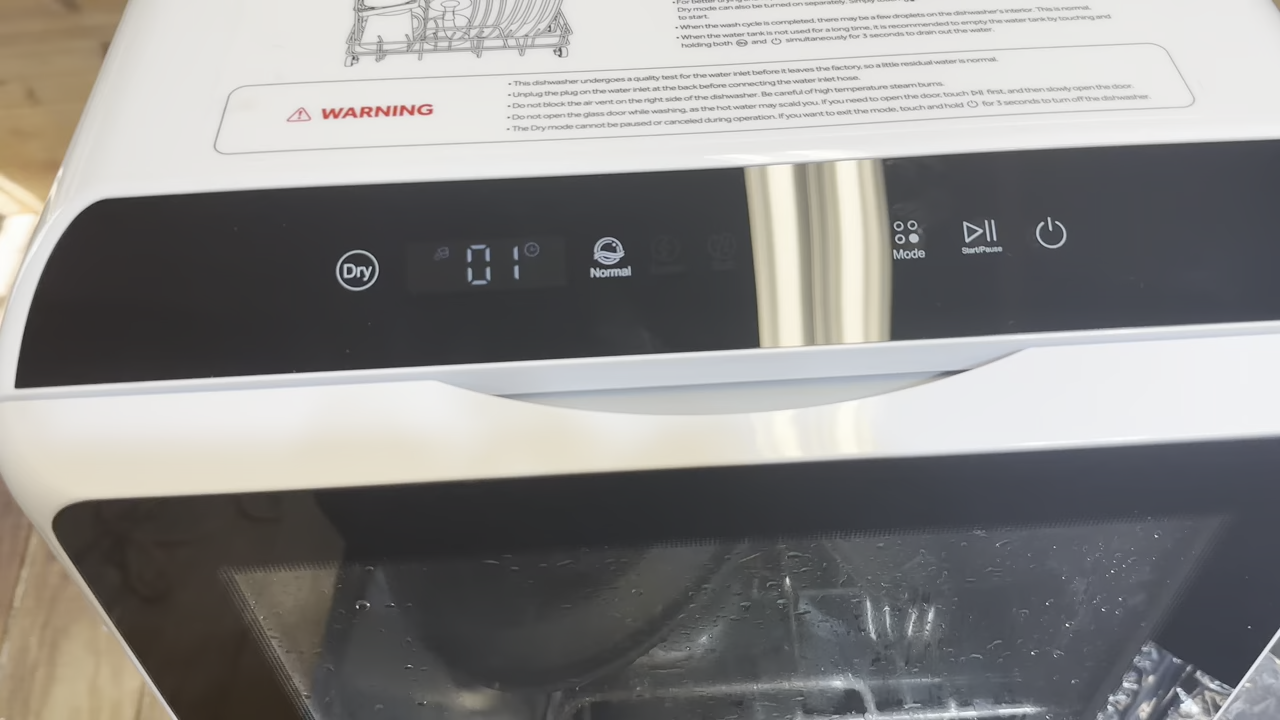 Dry mode can also be turned on separately. Simply touch
to start.
• When the wash cycle is completed, there may be a few droplets on the dishwasher's interior. This is normal.
• When the water tank is not used for a long time, it is recommended to empty the water tank by touching and
holding both and simultaneously for 3 seconds to drain out the water.
WARNING
• This dishwasher undergoes a quality test for the water inlet before it leaves the factory, so a little residual water is normal.
• Unplug the plug on the water inlet at the back before connecting the water inlet hose.
• Do not block the air vent on the right side of the dishwasher. Be careful of high temperature steam burns.
• Do not open the glass door while washing, as the hot water may scald you. If you need to open the door, touch first, and then slowly open the door.
• The Dry mode cannot be paused or canceled during operation. If you want to exit the mode, touch and hold for 3 seconds to turn off the dishwasher.
Dry
01
Normal
Mode
Start/Pause